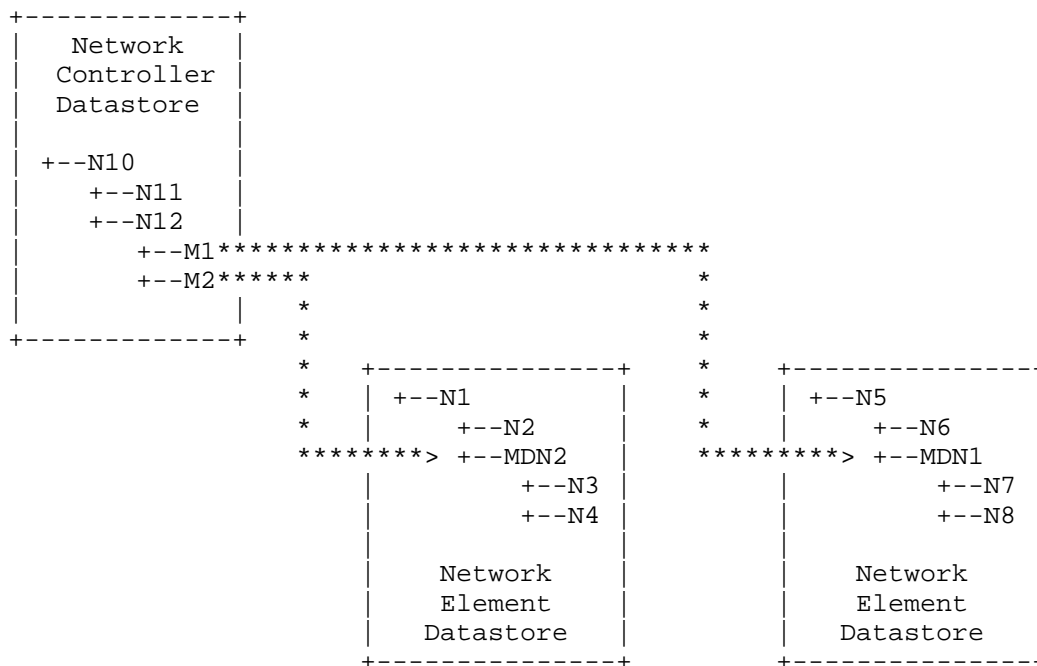 +-------------+
|   Network   |
|  Controller |
|  Datastore  |
|             |
| +--N10      |
|    +--N11   |
|    +--N12   |
|       +--M1*******************************
|       +--M2******                        *
|             |   *                        *
+-------------+   *                        *
                  *   +---------------+    *    +---------------
                  *   | +--N1         |    *    | +--N5
                  *   |     +--N2     |    *    |     +--N6
                  ********> +--MDN2   |    *********> +--MDN1
                      |         +--N3 |         |         +--N7
                      |         +--N4 |         |         +--N8
                      |               |         |
                      |    Network    |         |    Network
                      |    Element    |         |    Element
                      |   Datastore   |         |   Datastore
                      +---------------+         +---------------